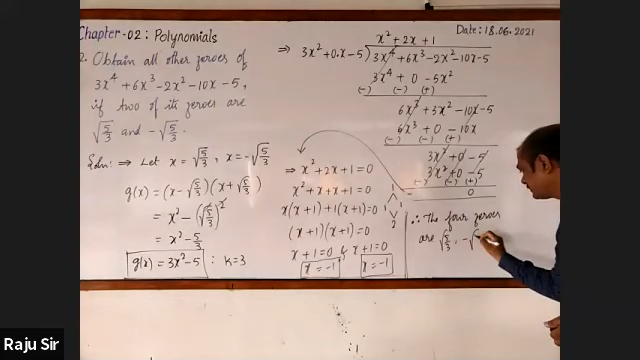 Chapter-02: Polynomials
Date: 18.06.2021
2. Obtain all other zeroes of
3x⁴ + 6x³ - 2x² - 10x - 5,
if two of its zeroes are
√5/3 and -√5/3.
Soln: ⇒ Let x = √5/3, x = -√5/3
g(x) = (x - √5/3)(x + √5/3)
= x² - (√5/3)²
= x² - 5/3
g(x) = 3x² - 5 : K=3
x² + 2x + 1
⇒ 3x² + 0.x - 5) 3x⁴ + 6x³ - 2x² - 10x - 5
3x⁴ + 0 - 5x²
(-) (-) (+)
6x³ + 3x² - 10x - 5
6x³ + 0 - 10x
(-) (-) (+)
3x² + 0 - 5
3x² + 0 - 5
(-) (-) (+)
0
⇒ x² + 2x + 1 = 0
x² + x + x + 1 = 0
x(x+1) + 1(x+1) = 0
(x+1)(x+1) = 0
x+1=0 , x+1=0
x = -1 x = -1
1
1 1
2
∴ The four zeroes
are √5/3, -√
Raju Sir